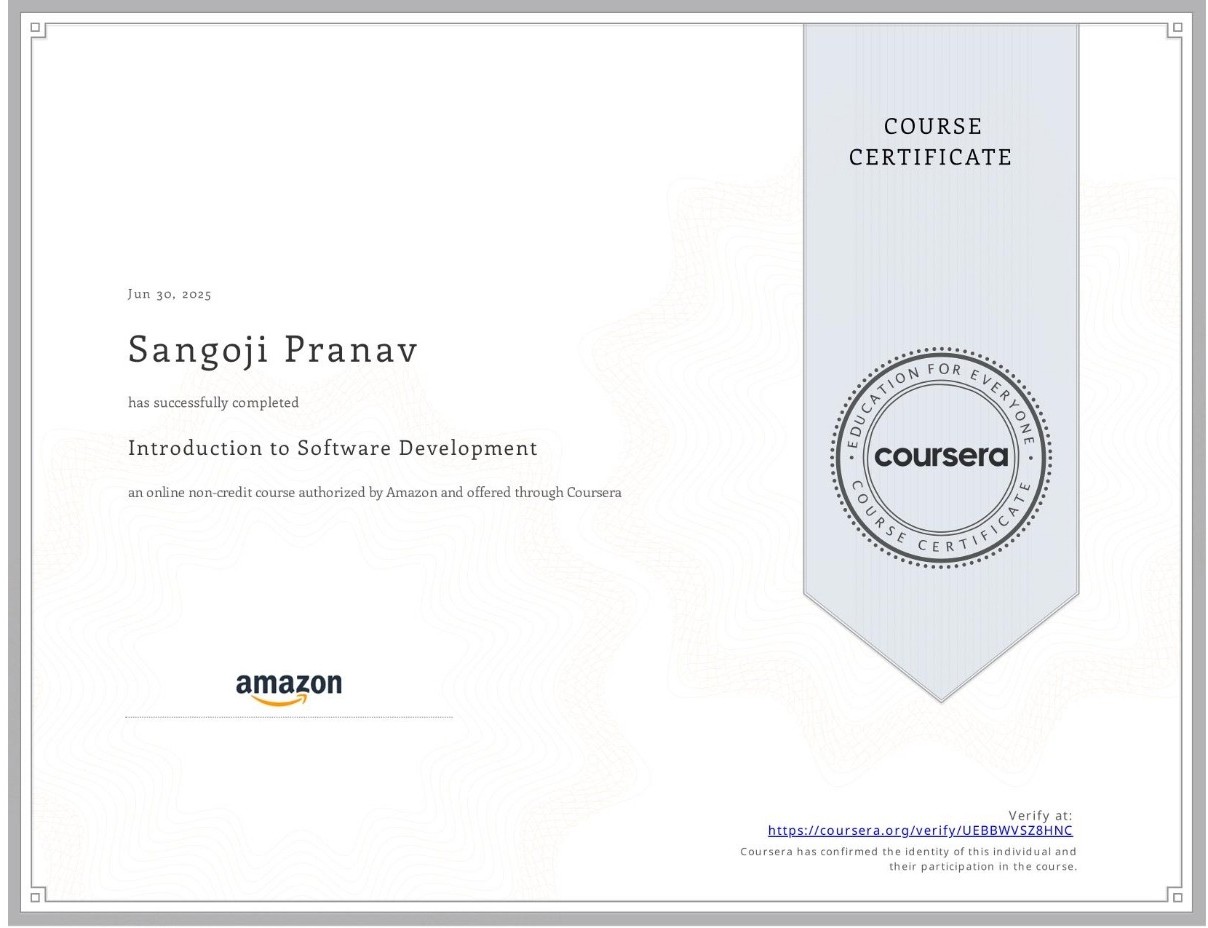 COURSE
CERTIFICATE
Jun 30, 2025
Sangoji Pranav
has successfully completed
Introduction to Software Development
an online non-credit course authorized by Amazon and offered through Coursera
EDUCATION FOR EVERYONE
coursera
COURSE CERTIFICATE
amazon
Verify at:
https://coursera.org/verify/UEBBWVSZ8HNC
Coursera has confirmed the identity of this individual and
their participation in the course.